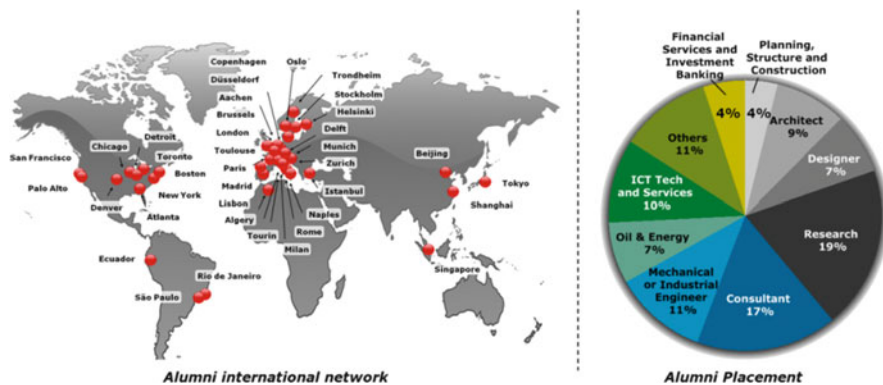 Copenhagen
Oslo
Düsseldorf
Trondheim
Aachen
Stockholm
Brussels
Helsinki
London
Delft
Toulouse
Munich
Paris
Zurich
Madrid
Istanbul
Lisbon
Naples
Algery
Rome
Tourin
Milan
Detroit
Chicago
Toronto
San Francisco
Boston
Palo Alto
New York
Denver
Atlanta
Beijing
Tokyo
Shanghai
Ecuador
Rio de Janeiro
São Paulo
Singapore
Alumni international network
Financial
Services and
Investment
Banking
4%
Planning,
Structure and
Construction
4%
Architect
9%
Designer
7%
Research
19%
Consultant
17%
Mechanical
or Industrial
Engineer
11%
Oil & Energy
7%
ICT Tech
and Services
10%
Others
11%
Alumni Placement